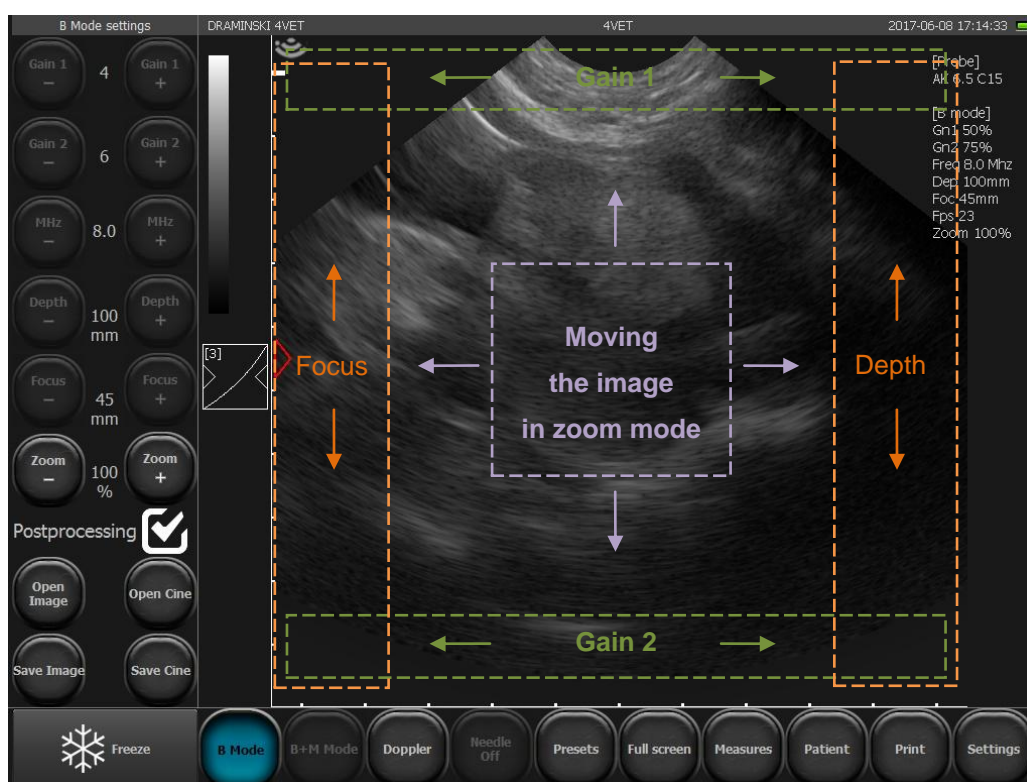 B Mode settings
DRAMINSKI 4VET
4VET
2017-06-08 17:14:33
Gain 1
−
4
Gain 1
+
Gain 2
−
6
Gain 2
+
MHz
−
8.0
MHz
+
Depth
−
100
mm
Depth
+
Focus
−
45
mm
Focus
+
Zoom
−
100
%
Zoom
+
Postprocessing
Open
Image
Open Cine
Save Image
Save Cine
[3]
Gain 1
Focus
Moving
the image
in zoom mode
Depth
Gain 2
[Probe]
6.5 C15
[B mode]
Gn1 50%
Gn2 75%
Freq 8.0 Mhz
Dep 100mm
Foc 45mm
Fps 23
Zoom 100%
Freeze
B Mode
B+M Mode
Doppler
Needle
Off
Presets
Full screen
Measures
Patient
Print
Settings